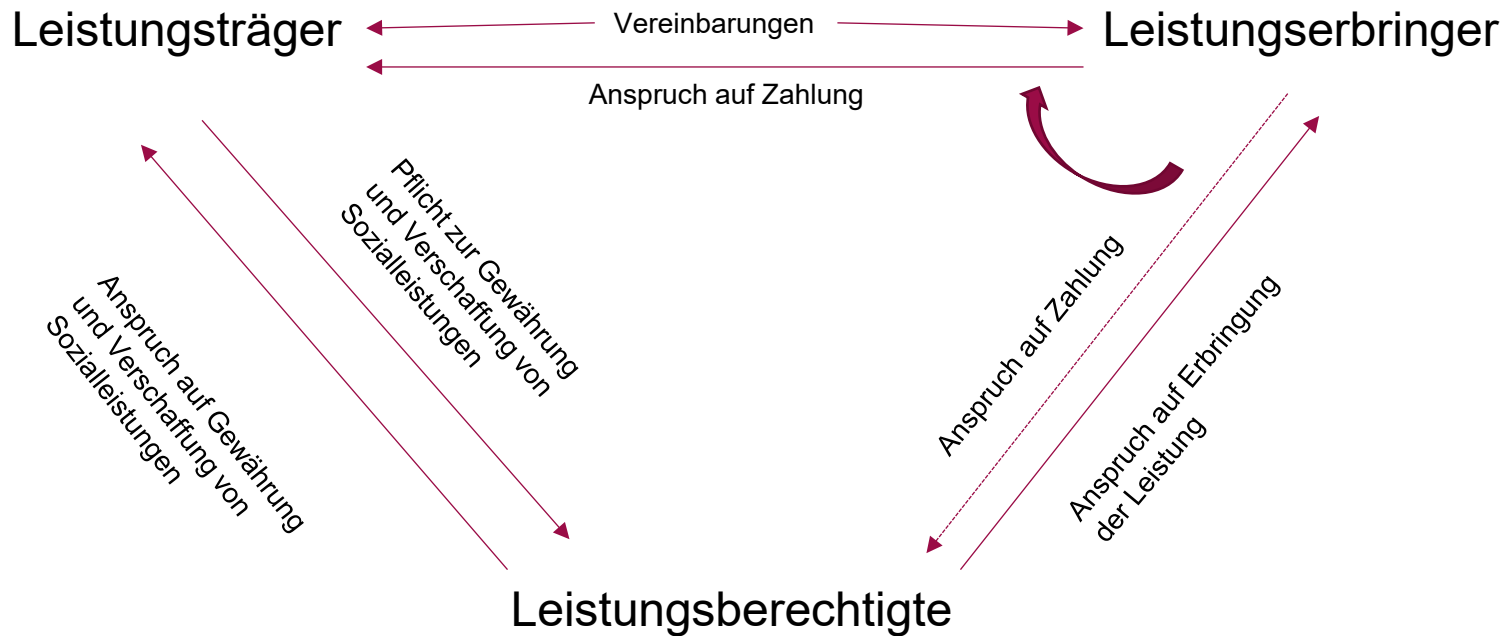 Leistungsträger
Vereinbarungen
Leistungserbringer
Anspruch auf Zahlung
Pflicht zur Gewährung
und Verschaffung von
Sozialleistungen
Anspruch auf Gewährung
und Verschaffung von
Sozialleistungen
Anspruch auf Zahlung
Anspruch auf Erbringung
der Leistung
Leistungsberechtigte